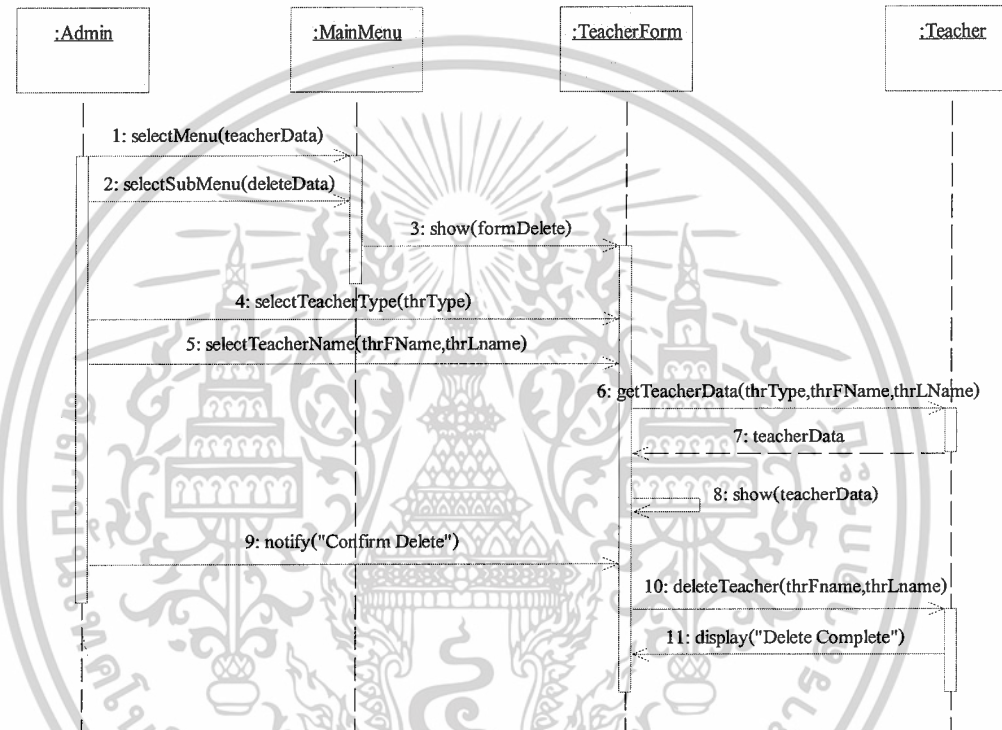 :Admin
:MainMenu
:TeacherForm
:Teacher
1: selectMenu(teacherData)
2: selectSubMenu(deleteData)
3: show(formDelete)
4: selectTeacherType(thrType)
5: selectTeacherName(thrFName,thrLname)
6: getTeacherData(thrType,thrFName,thrLName)
7: teacherData
8: show(teacherData)
9: notify("Confirm Delete")
10: deleteTeacher(thrFname,thrLname)
11: display("Delete Complete")